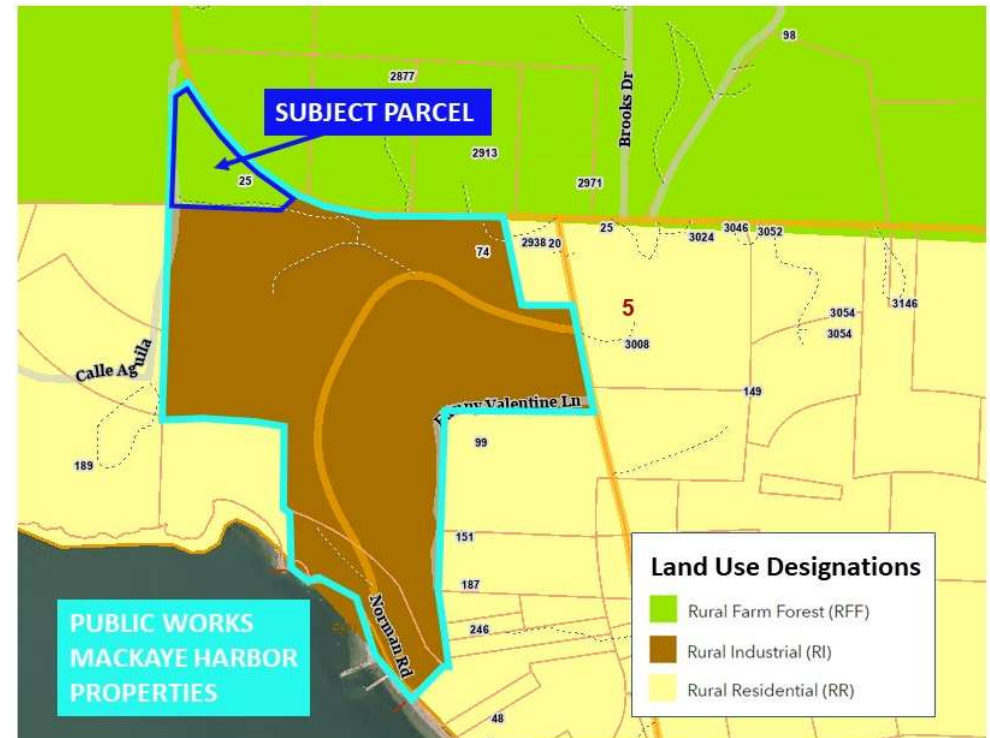 98
2877
SUBJECT PARCEL
Brooks Dr
2913
25
2971
25
3046
3052
3024
2938 20
74
5
3146
3054
3054
3008
Calle Aguila
149
Valentine Ln
99
189
151
187
246
Norman Rd
48
PUBLIC WORKS
MACKAYE HARBOR
PROPERTIES
Land Use Designations
Rural Farm Forest (RFF)
Rural Industrial (RI)
Rural Residential (RR)